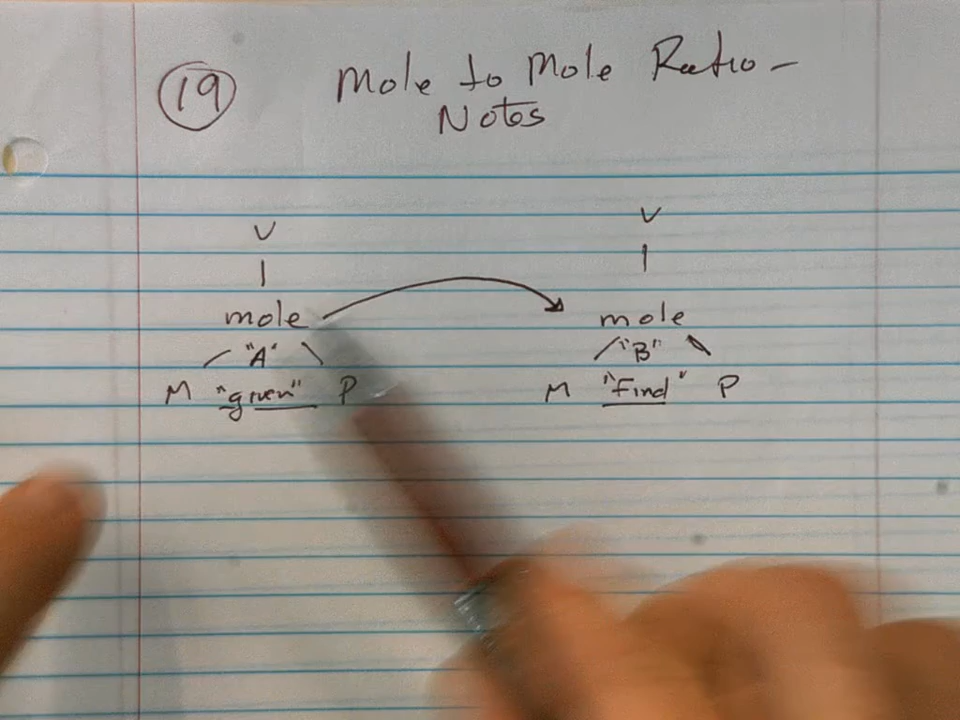 19 Mole to Mole Ratio -
Notes
V V
mole mole
"A" "B"
M "given" P M "Find" P